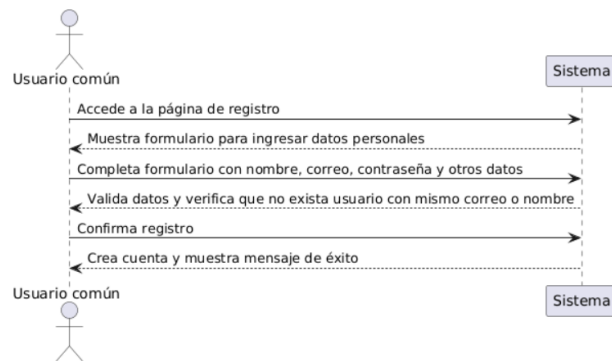 Usuario común
Sistema
Accede a la página de registro
Muestra formulario para ingresar datos personales
Completa formulario con nombre, correo, contraseña y otros datos
Valida datos y verifica que no exista usuario con mismo correo o nombre
Confirma registro
Crea cuenta y muestra mensaje de éxito
Usuario común
Sistema